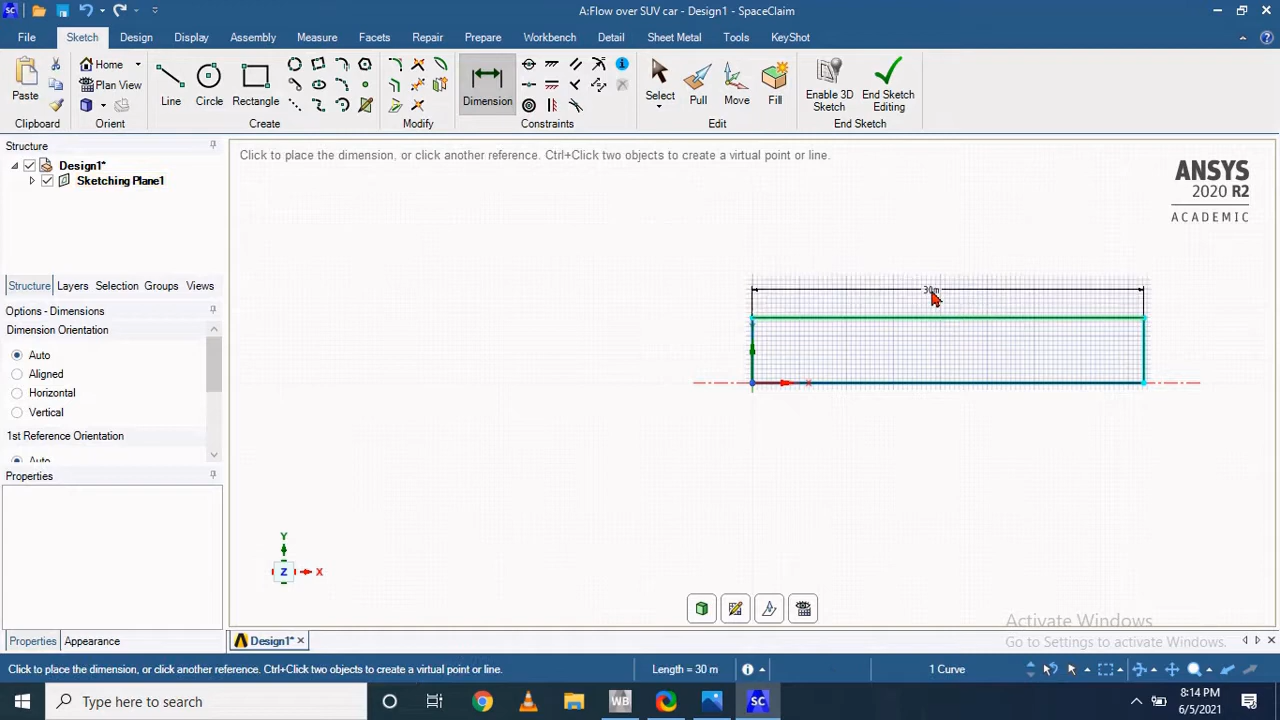 A:Flow over SUV car - Design1 - SpaceClaim
File
Sketch
Design
Display
Assembly
Measure
Facets
Repair
Prepare
Workbench
Detail
Sheet Metal
Tools
KeyShot
Paste
Home
Plan View
Line
Circle
Rectangle
Dimension
Select
Pull
Move
Fill
Enable 3D Sketch
End Sketch Editing
Clipboard
Orient
Create
Modify
Constraints
Edit
End Sketch
Structure
Design1*
Sketching Plane1
Structure
Layers
Selection
Groups
Views
Options - Dimensions
Dimension Orientation
Auto
Aligned
Horizontal
Vertical
1st Reference Orientation
Auto
Properties
Properties
Appearance
Click to place the dimension, or click another reference. Ctrl+Click two objects to create a virtual point or line.
ANSYS
2020 R2
ACADEMIC
30m
Y
Z
X
Activate Windows
Go to Settings to activate Windows.
Design1*
Click to place the dimension, or click another reference. Ctrl+Click two objects to create a virtual point or line.
Length = 30 m
1 Curve
Type here to search
WB
SC
8:14 PM
6/5/2021